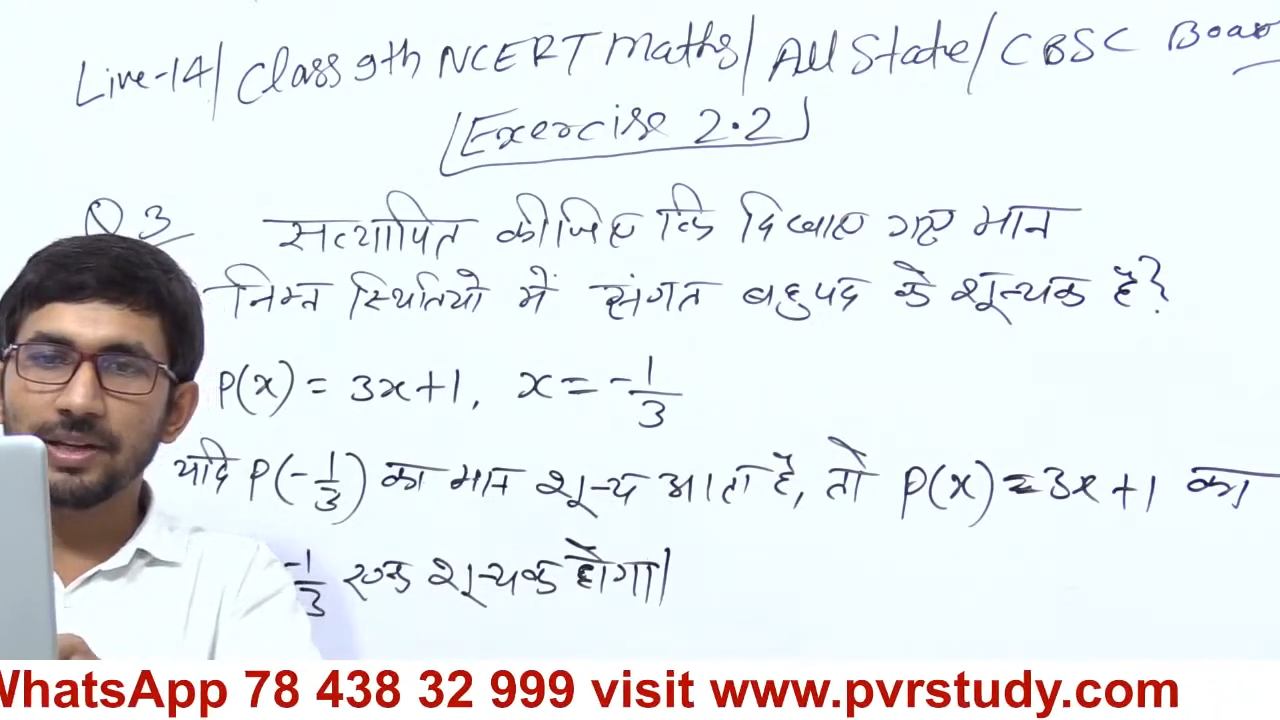 Live-14/ Class 9th NCERT Maths/ All State/ CBSC Boar
Exercise 2.2
Q 3 सत्यापित कीजिए कि दिखाए गए मान
निम्न स्थितियो में संगत बहुपद के शून्यक है?
P(x) = 3x+1, x = -1/3
यदि P(-1/3) का मान शून्य आता है, तो P(x) = 3x+1 का
-1/3 एक शून्यक होगा।
WhatsApp 78 438 32 999 visit www.pvrstudy.com